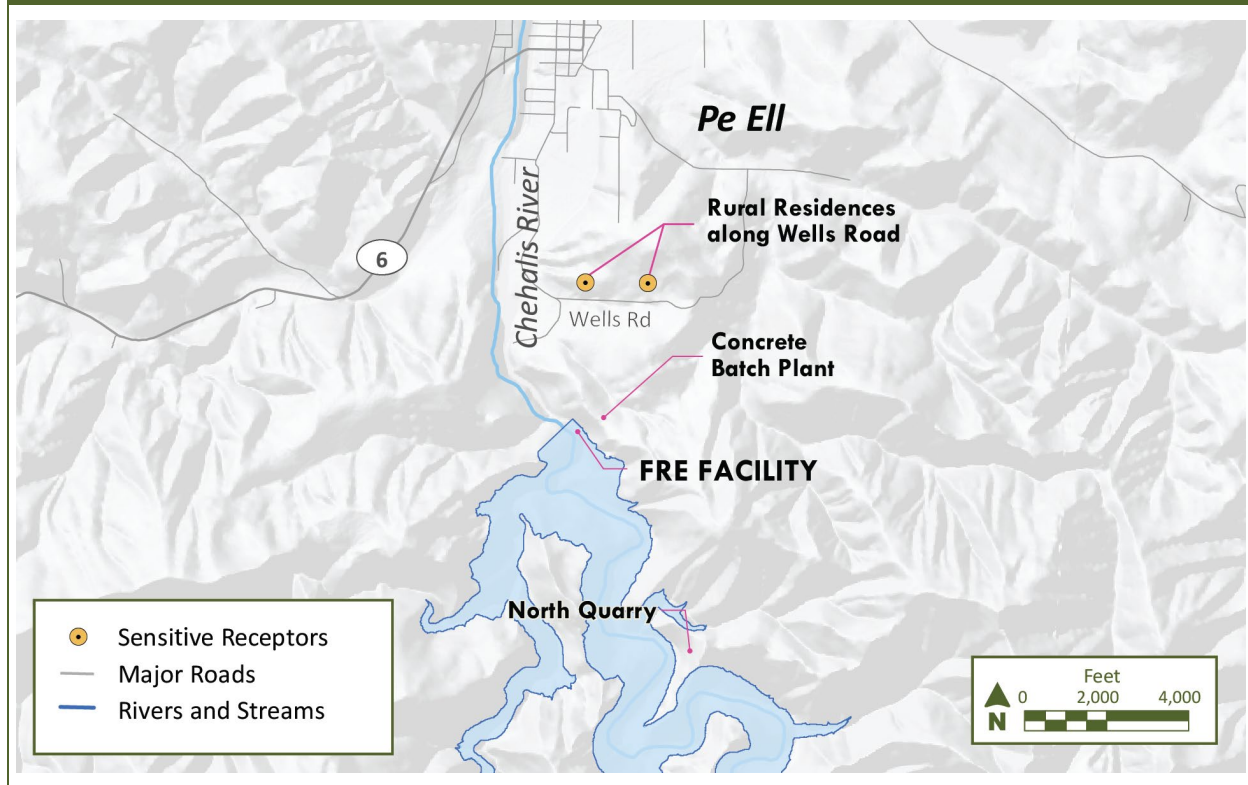 Pe Ell
Rural Residences
along Wells Road
Chehalis River
6
Wells Rd
Concrete
Batch Plant
FRE FACILITY
North Quarry
Sensitive Receptors
Major Roads
Rivers and Streams
Feet
0 2,000 4,000
N